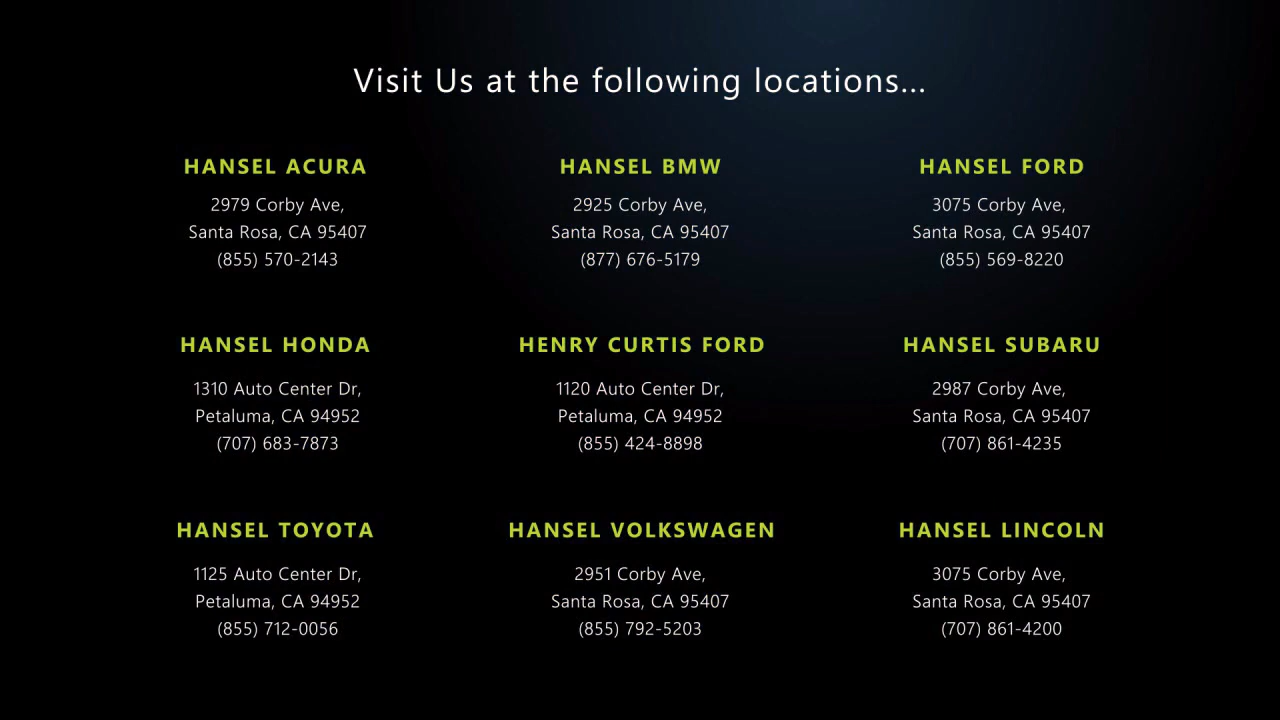 Visit Us at the following locations...
HANSEL ACURA
2979 Corby Ave,
Santa Rosa, CA 95407
(855) 570-2143
HANSEL BMW
2925 Corby Ave,
Santa Rosa, CA 95407
(877) 676-5179
HANSEL FORD
3075 Corby Ave,
Santa Rosa, CA 95407
(855) 569-8220
HANSEL HONDA
1310 Auto Center Dr,
Petaluma, CA 94952
(707) 683-7873
HENRY CURTIS FORD
1120 Auto Center Dr,
Petaluma, CA 94952
(855) 424-8898
HANSEL SUBARU
2987 Corby Ave,
Santa Rosa, CA 95407
(707) 861-4235
HANSEL TOYOTA
1125 Auto Center Dr,
Petaluma, CA 94952
(855) 712-0056
HANSEL VOLKSWAGEN
2951 Corby Ave,
Santa Rosa, CA 95407
(855) 792-5203
HANSEL LINCOLN
3075 Corby Ave,
Santa Rosa, CA 95407
(707) 861-4200